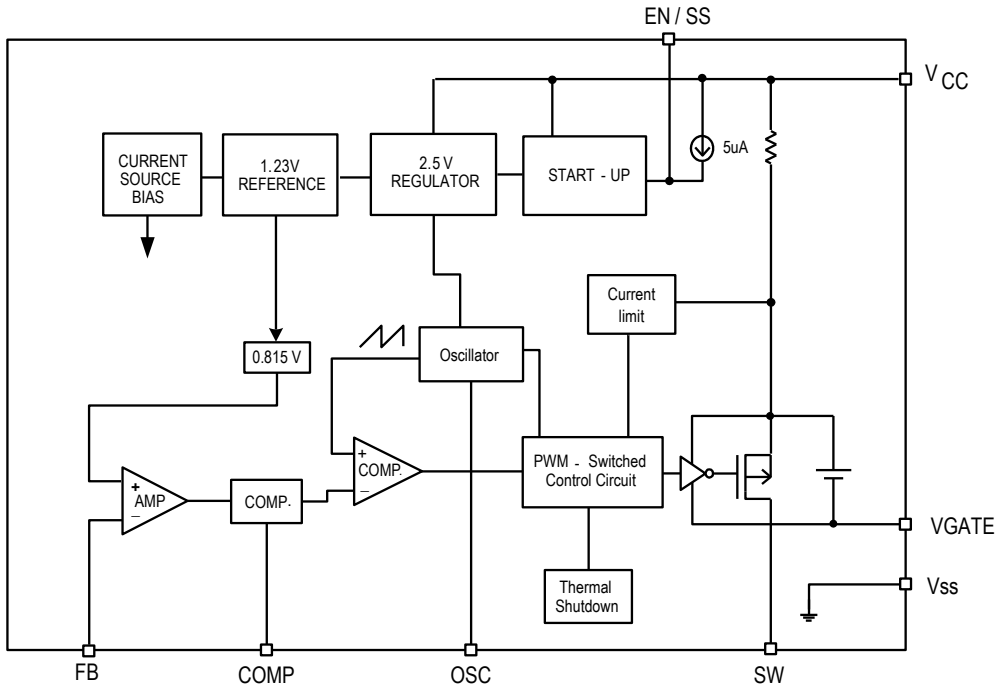 EN / SS
V CC
5uA
CURRENT
SOURCE
BIAS
1.23V
REFERENCE
2.5 V
REGULATOR
START - UP
Current
limit
0.815 V
Oscillator
+
COMP.
−
PWM - Switched
Control Circuit
+
AMP
−
COMP.
VGATE
Thermal
Shutdown
Vss
FB
COMP
OSC
SW